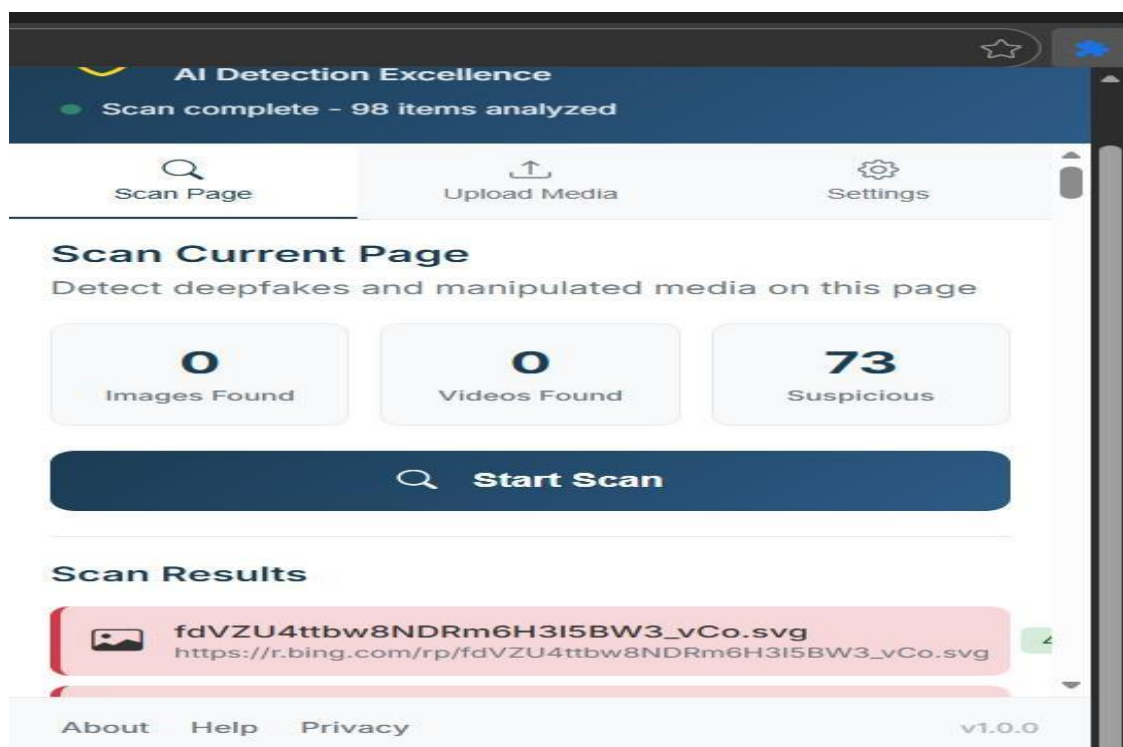 AI Detection Excellence
Scan complete - 98 items analyzed
Scan Page
Upload Media
Settings
Scan Current Page
Detect deepfakes and manipulated media on this page
0
Images Found
0
Videos Found
73
Suspicious
Start Scan
Scan Results
fdVZU4ttbw8NDRm6H3I5BW3_vCo.svg
https://r.bing.com/rp/fdVZU4ttbw8NDRm6H3I5BW3_vCo.svg
About Help Privacy
v1.0.0